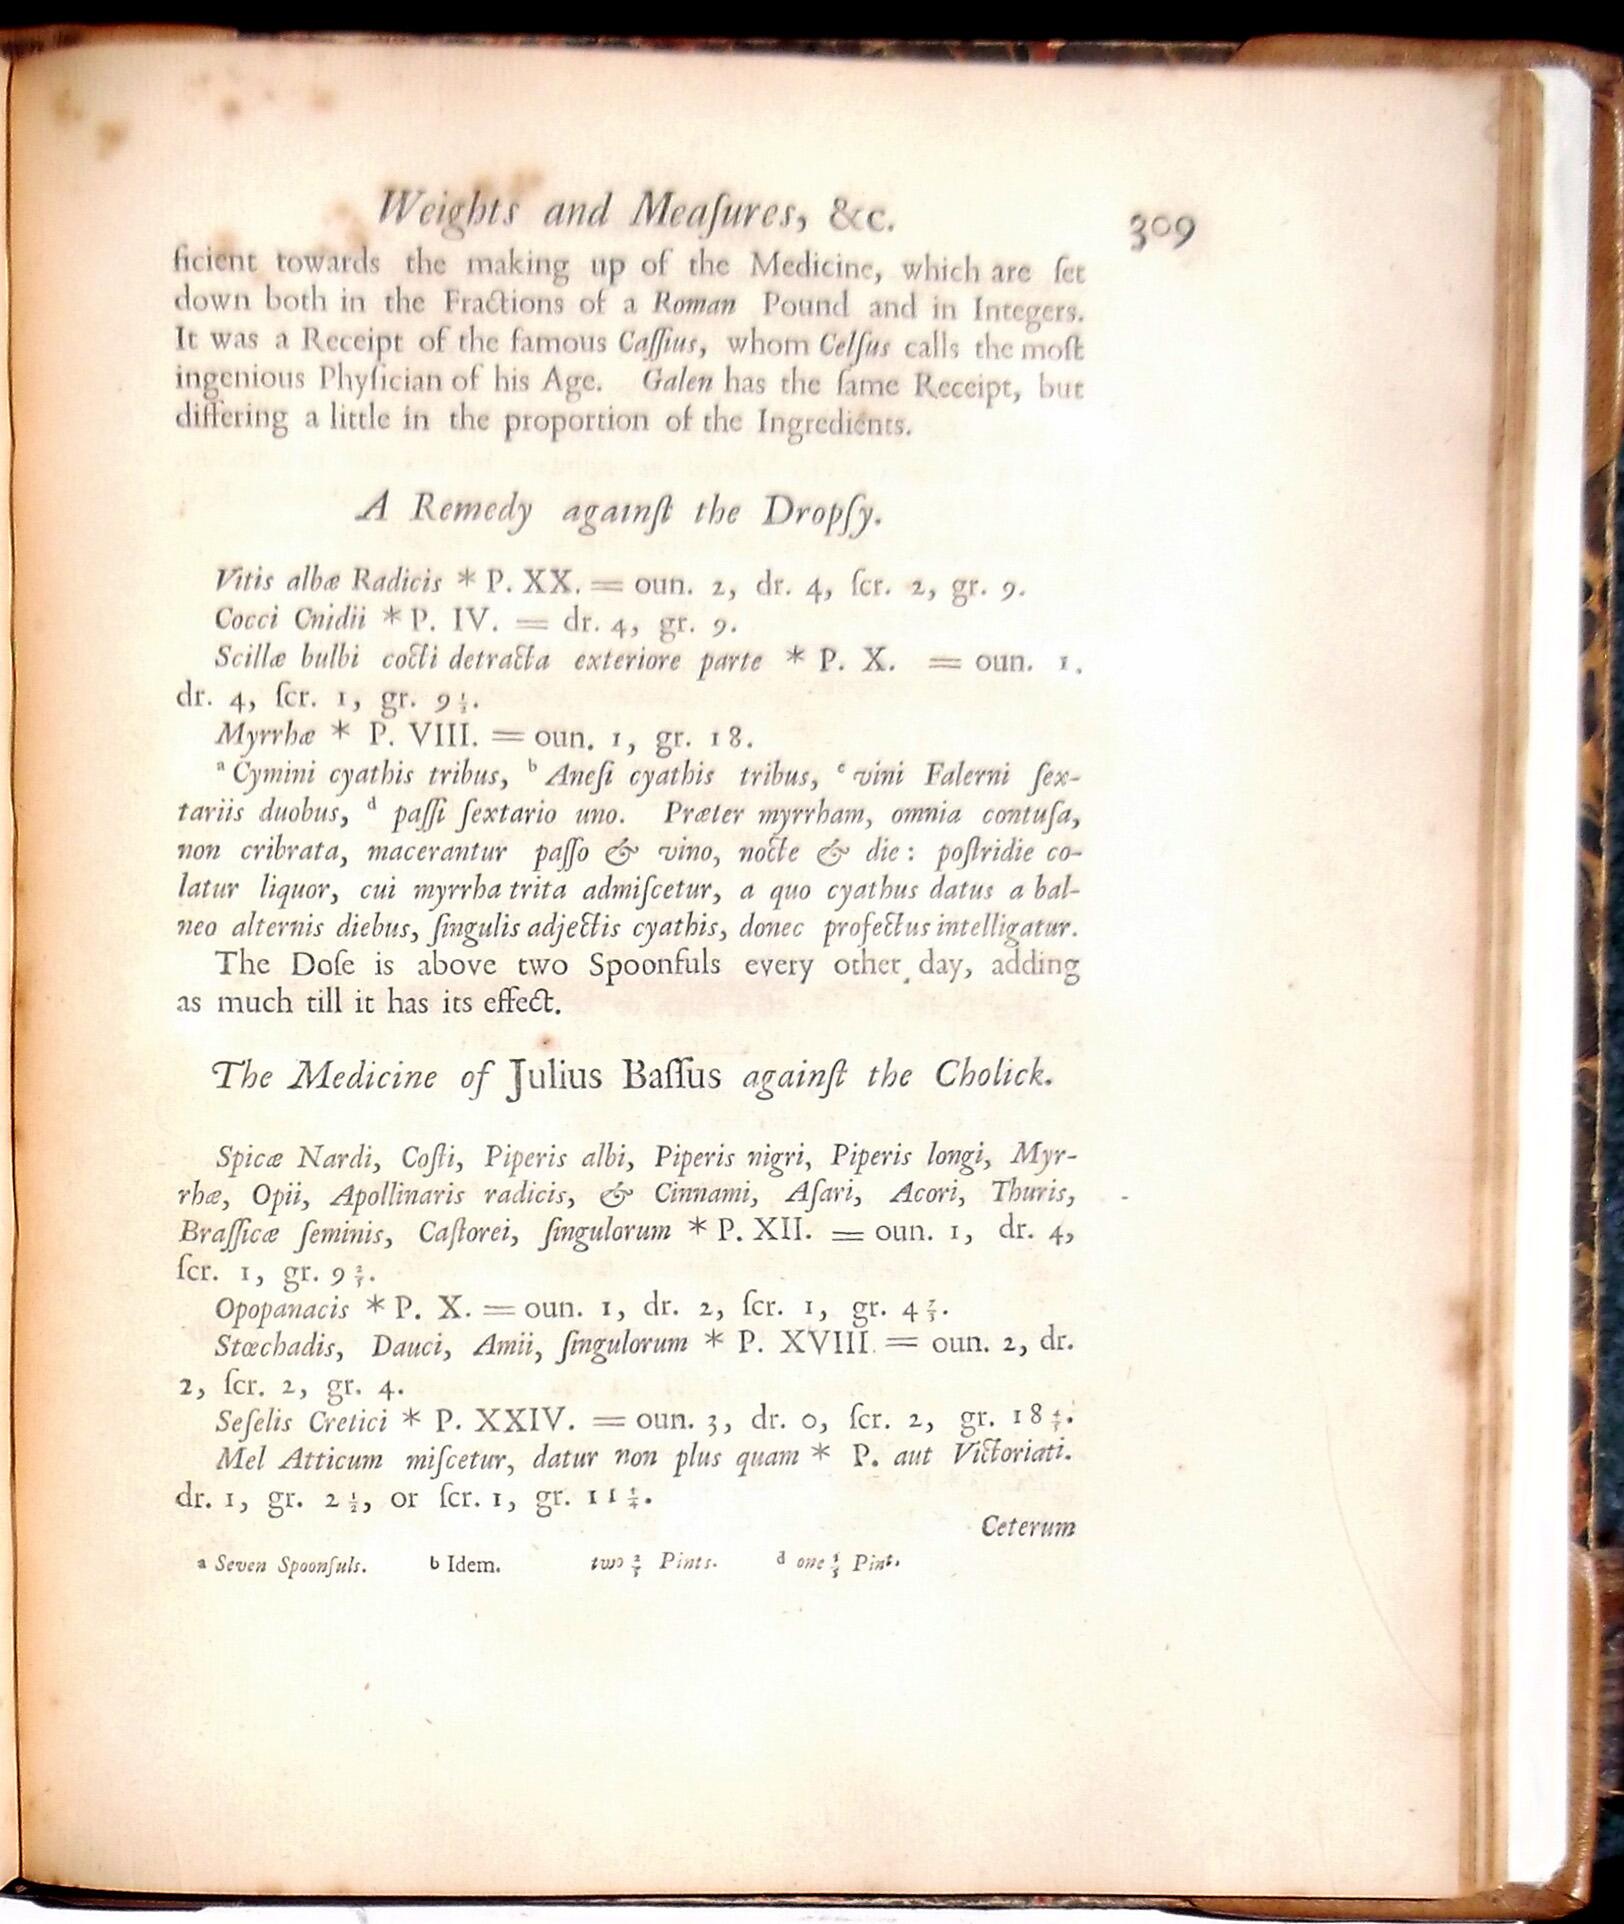 Weights and Meaſures, &c. 309
ficient towards the making up of the Medicine, which are ſet
down both in the Fractions of a Roman Pound and in Integers.
It was a Receipt of the famous Caſſius, whom Celſus calls the moſt
ingenious Phyſician of his Age. Galen has the ſame Receipt, but
differing a little in the proportion of the Ingredients.
A Remedy againſt the Dropſy.
Vitis albæ Radicis * P. XX. = oun. 2, dr. 4, ſcr. 2, gr. 9.
Cocci Cnidii * P. IV. = dr. 4, gr. 9.
Scillæ bulbi cocti detracta exteriore parte * P. X. = oun. 1.
dr. 4, ſcr. 1, gr. 9
Myrrhæ * P. VIII. = oun. 1, gr. 18.
a Cymini cyathis tribus, b Aneſi cyathis tribus, c vini Falerni ſex-
tariis duobus, d paſſi ſextario uno. Præter myrrham, omnia contuſa,
non cribrata, macerantur paſſo & vino, nocte & die: poſtridie co-
latur liquor, cui myrrha trita admiſcetur, a quo cyathus datus a bal-
neo alternis diebus, ſingulis adjectis cyathis, donec profectus intelligatur.
The Doſe is above two Spoonfuls every other day, adding
as much till it has its effect.
The Medicine of Julius Baſſus againſt the Cholick.
Spicæ Nardi, Coſti, Piperis albi, Piperis nigri, Piperis longi, Myr-
rhæ, Opii, Apollinaris radicis, & Cinnami, Aſari, Acori, Thuris,
Braſſicæ ſeminis, Caſtorei, ſingulorum * P. XII. = oun. 1, dr. 4,
ſcr. 1, gr. 9
Opopanacis * P. X. = oun. 1, dr. 2, ſcr. 1, gr. 4
Stœchadis, Dauci, Amii, ſingulorum * P. XVIII. = oun. 2, dr.
2, ſcr. 2, gr. 4.
Seſelis Cretici * P. XXIV. = oun. 3, dr. 0, ſcr. 2, gr. 18
Mel Atticum miſcetur, datur non plus quam * P. aut Victoriati.
dr. 1, gr. 2 ½, or ſcr. 1, gr. 11 ¼.
Ceterum
a Seven Spoonfuls. b Idem. two Pints. d one Pint.